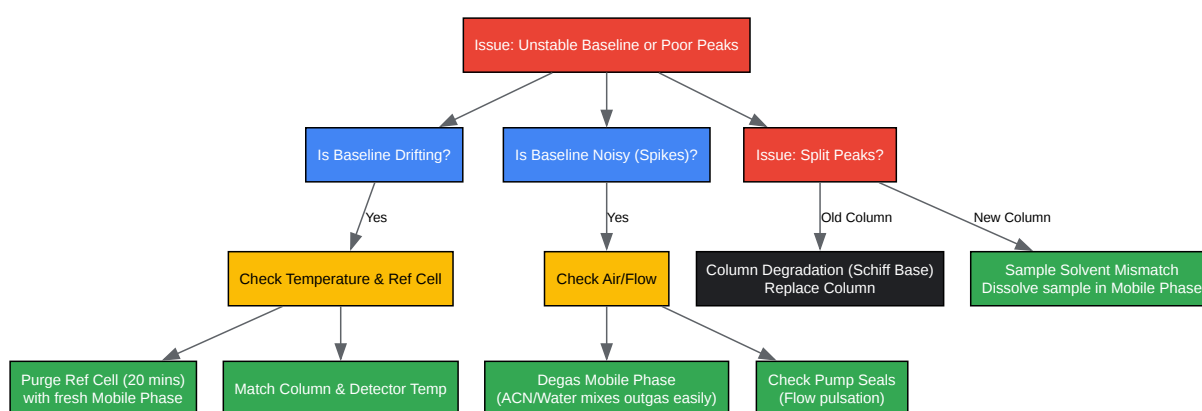 Issue: Unstable Baseline or Poor Peaks
Is Baseline Drifting?
Is Baseline Noisy (Spikes)?
Issue: Split Peaks?
Yes
Yes
Old Column
New Column
Check Temperature & Ref Cell
Check Air/Flow
Column Degradation (Schiff Base)
Replace Column
Sample Solvent Mismatch
Dissolve sample in Mobile Phase
Purge Ref Cell (20 mins)
with fresh Mobile Phase
Match Column & Detector Temp
Degas Mobile Phase
(ACN/Water mixes outgas easily)
Check Pump Seals
(Flow pulsation)